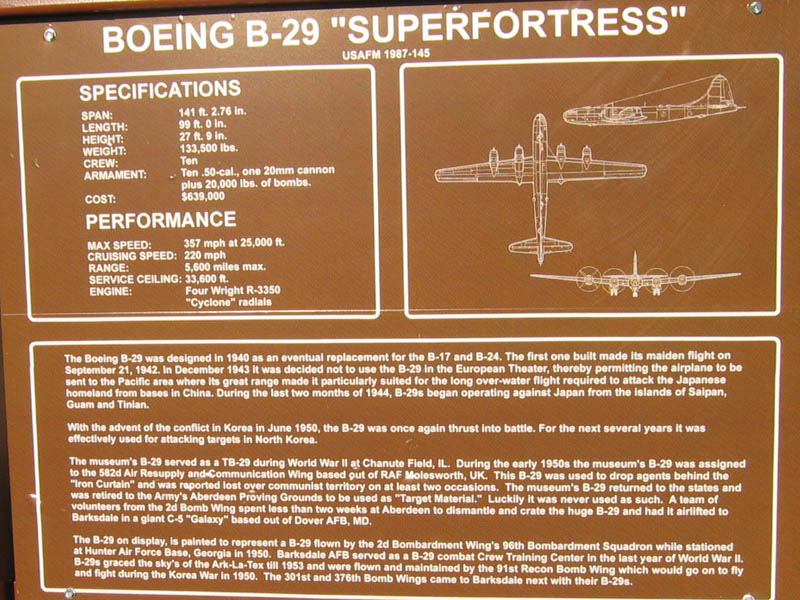 BOEING B-29 "SUPERFORTRESS"
USAFM 1987-145
SPECIFICATIONS
SPAN: 141 ft. 2.76 in.
LENGTH: 99 ft. 0 in.
HEIGHT: 27 ft. 9 in.
WEIGHT: 133,500 lbs.
CREW: Ten
ARMAMENT: Ten .50-cal., one 20mm cannon
plus 20,000 lbs. of bombs.
COST: $639,000
PERFORMANCE
MAX SPEED: 357 mph at 25,000 ft.
CRUISING SPEED: 220 mph
RANGE: 5,600 miles max.
SERVICE CEILING: 33,600 ft.
ENGINE: Four Wright R-3350
"Cyclone" radials
The Boeing B-29 was designed in 1940 as an eventual replacement for the B-17 and B-24. The first one built made its maiden flight on
September 21, 1942. In December 1943 it was decided not to use the B-29 in the European Theater, thereby permitting the airplane to be
sent to the Pacific area where its great range made it particularly suited for the long over-water flight required to attack the Japanese
homeland from bases in China. During the last two months of 1944, B-29s began operating against Japan from the islands of Saipan,
Guam and Tinian.
With the advent of the conflict in Korea in June 1950, the B-29 was once again thrust into battle. For the next several years it was
effectively used for attacking targets in North Korea.
The museum's B-29 served as a TB-29 during World War II at Chanute Field, IL. During the early 1950s the museum's B-29 was assigned
to the 582d Air Resupply and Communication Wing based out of RAF Molesworth, UK. This B-29 was used to drop agents behind the
"Iron Curtain" and was reported lost over communist territory on at least two occasions. The museum's B-29 returned to the states and
was retired to the Army's Aberdeen Proving Grounds to be used as "Target Material." Luckily it was never used as such. A team of
volunteers from the 2d Bomb Wing spent less than two weeks at Aberdeen to dismantle and crate the huge B-29 and had it airlifted to
Barksdale in a giant C-5 "Galaxy" based out of Dover AFB, MD.
The B-29 on display, is painted to represent a B-29 flown by the 2d Bombardment Wing's 96th Bombardment Squadron while stationed
at Hunter Air Force Base, Georgia in 1950. Barksdale AFB served as a B-29 combat Crew Training Center in the last year of World War II.
B-29s graced the sky's of the Ark-La-Tex till 1953 and were flown and maintained by the 91st Recon Bomb Wing which would go on to fly
and fight during the Korea War in 1950. The 301st and 376th Bomb Wings came to Barksdale next with their B-29s.